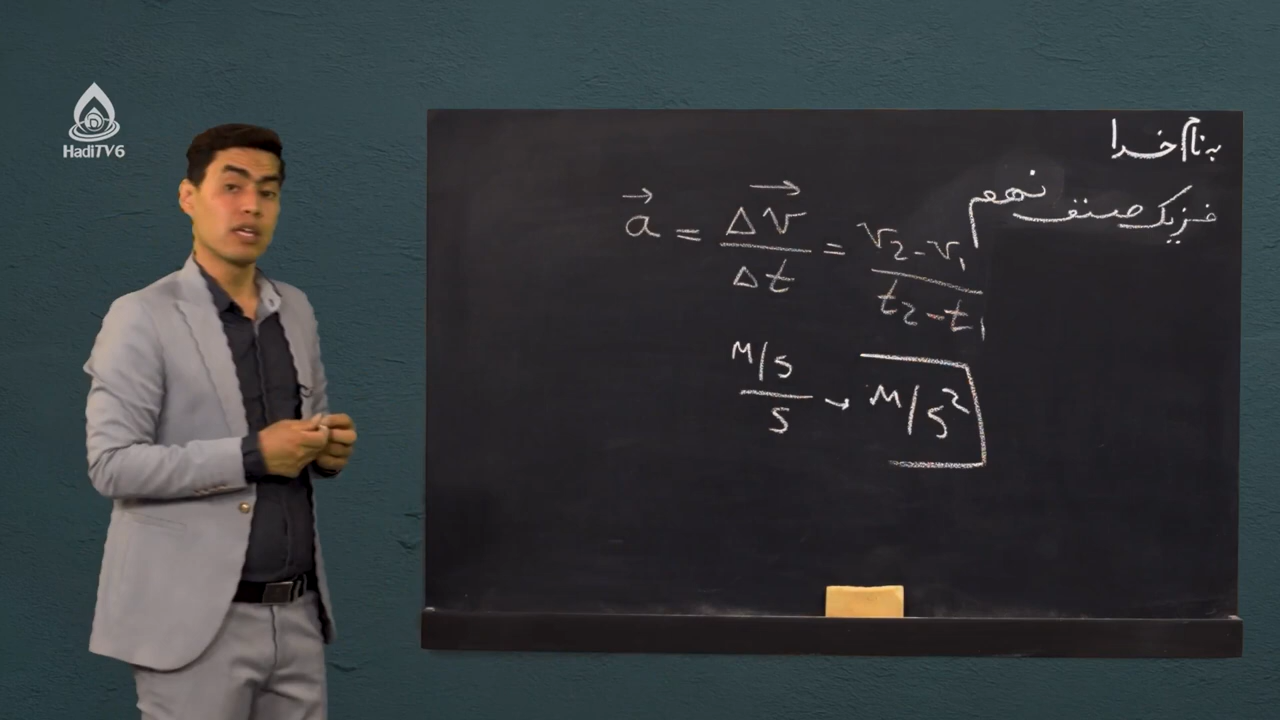 HadiTV6
به نام خدا
فزیک صنف نهم
a⃗ = Δv⃗ / Δt = v₂-v₁ / t₂-t₁
M/s / s → M/s²